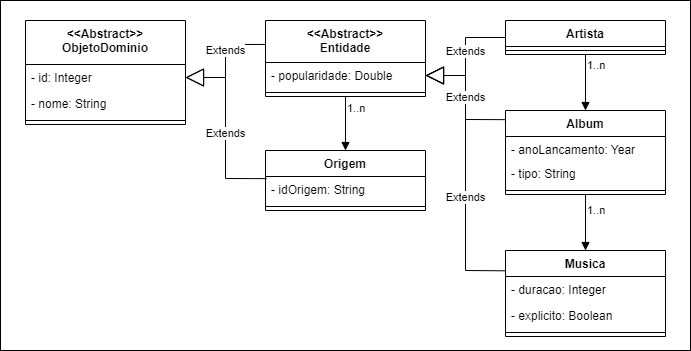 <<Abstract>>
ObjetoDominio
- id: Integer
- nome: String
Extends
Extends
<<Abstract>>
Entidade
- popularidade: Double
1..n
Origem
- idOrigem: String
Extends
Extends
Extends
Artista
1..n
Album
- anoLancamento: Year
- tipo: String
1..n
Musica
- duracao: Integer
- explicito: Boolean